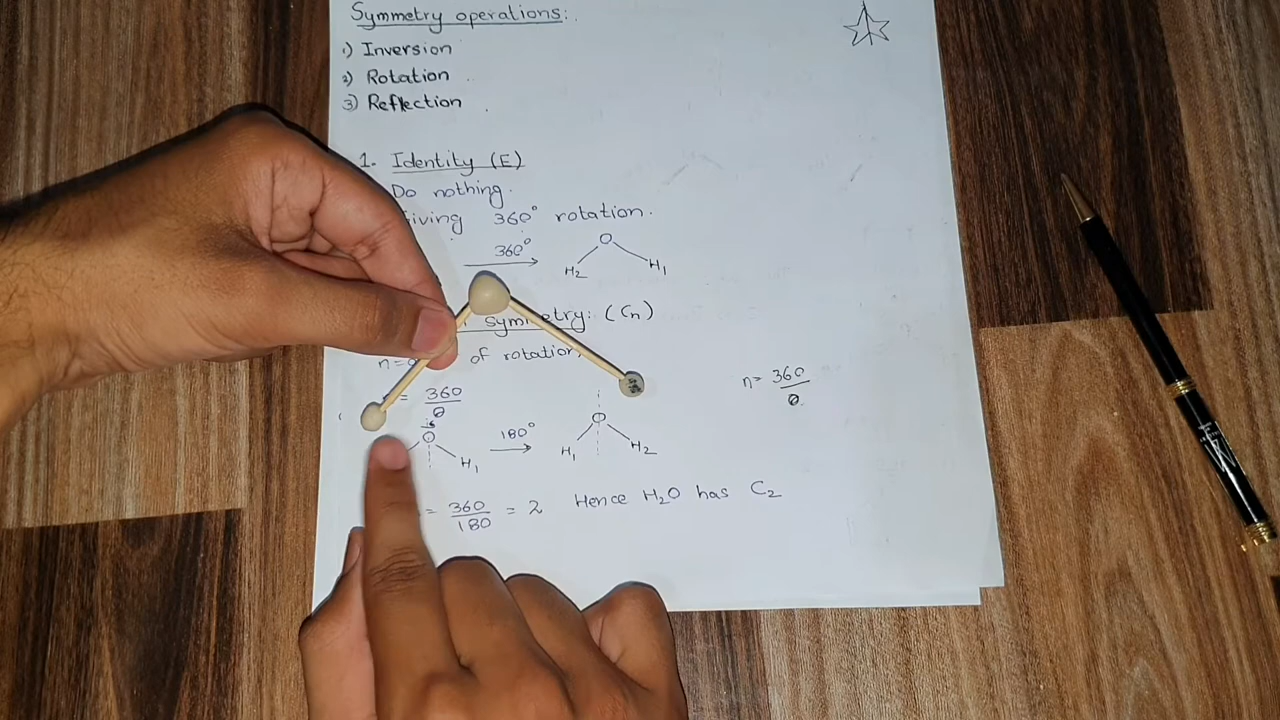 Symmetry operations:
1) Inversion
2) Rotation
3) Reflection
1. Identity (E)
Do nothing.
Giving 360° rotation.
360°
O
H2 H1
symmetry: (Cn)
of rotation
= 360/θ
n= 360/θ
O H1
180°
O
H1 H2
= 360/180 = 2 Hence H2O has C2